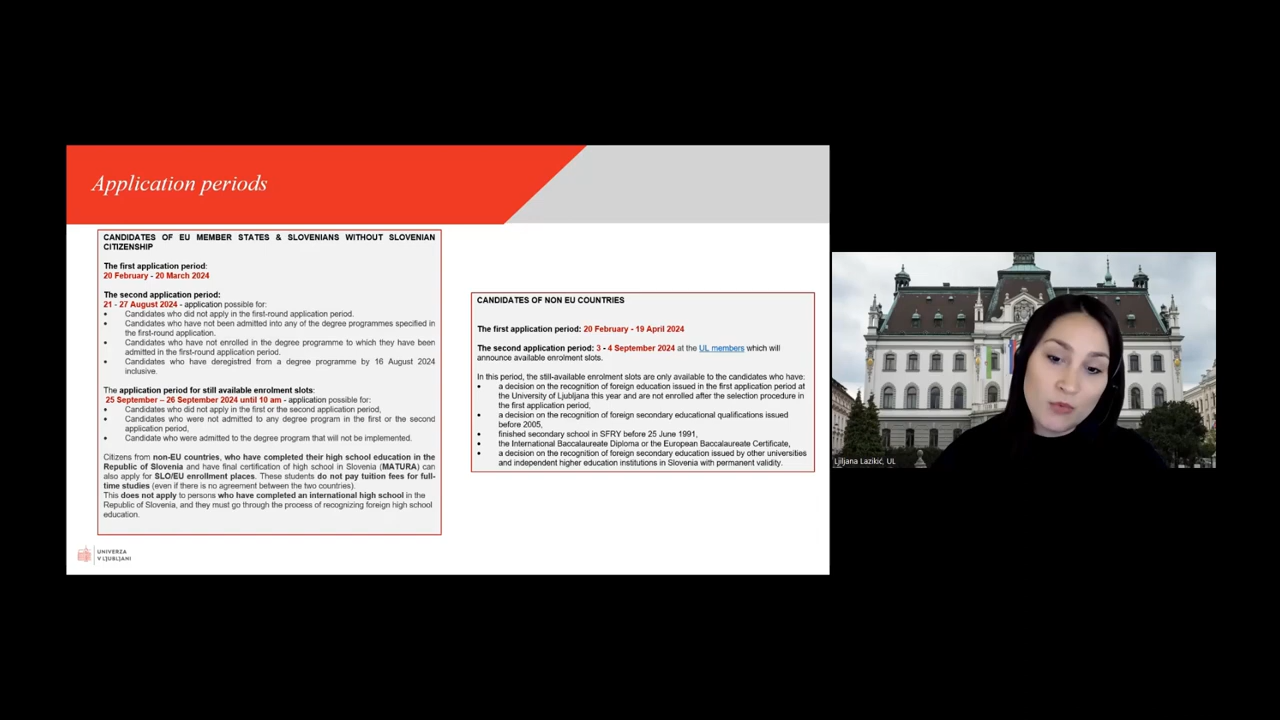 Application periods
CANDIDATES OF EU MEMBER STATES & SLOVENIANS WITHOUT SLOVENIAN
CITIZENSHIP
The first application period:
20 February - 20 March 2024
The second application period:
21 - 27 August 2024 - application possible for:
• Candidates who did not apply in the first-round application period.
• Candidates who have not been admitted into any of the degree programmes specified in
the first-round application period.
• Candidates who have not enrolled in the degree programme to which they have been
admitted in the first-round application period.
• Candidates who have deregistered from a degree programme by 16 August 2024
inclusive.
The application period for still available enrolment slots:
25 September – 26 September 2024 until 10 am - application possible for:
• Candidates who did not apply in the first or the second application period,
• Candidates who were not admitted to any degree program in the first or the second
application period,
• Candidate who were admitted to the degree program that will not be implemented.
Citizens from non-EU countries, who have completed their high school education in the
Republic of Slovenia and have final certification of high school in Slovenia (MATURA) can
also apply for SLO/EU enrollment places. These students do not pay tuition fees for full-
time studies (even if there is no agreement between the two countries).
This does not apply to persons who have completed an international high school in the
Republic of Slovenia, and they must go through the process of recognizing foreign high school
education.
CANDIDATES OF NON EU COUNTRIES
The first application period: 20 February - 19 April 2024
The second application period: 3 - 4 September 2024 at the UL members which will
announce available enrolment slots.
In this period, the still-available enrolment slots are only available to the candidates who have:
• a decision on the recognition of foreign education issued in the first application period at
the University of Ljubljana this year and are not enrolled after the selection procedure in
the first application period,
• a decision on the recognition of foreign secondary educational qualifications issued
before 2005,
• finished secondary school in SFRY before 25 June 1991,
• the International Baccalaureate Diploma or the European Baccalaureate Certificate,
• a decision on the recognition of foreign secondary education issued by other universities
and independent higher education institutions in Slovenia with permanent validity.
UNIVERZA
V LJUBLJANI
Ljiljana Lazikić, UL